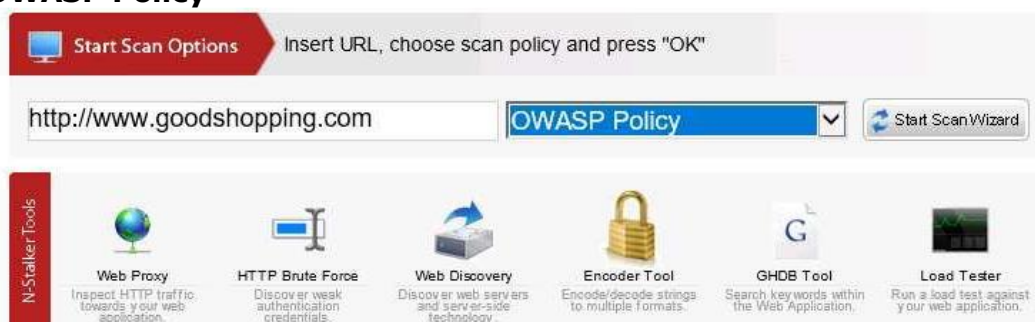 OWASP Policy
Start Scan Options
Insert URL, choose scan policy and press "OK"
http://www.goodshopping.com
OWASP Policy
Start Scan Wizard
N-Stalker Tools
Web Proxy
Inspect HTTP traffic
towards your web
application.
HTTP Brute Force
Discover weak
authentication
credentials.
Web Discovery
Discover web servers
and server-side
technology.
Encoder Tool
Encode/decode strings
to multiple formats.
G
GHDB Tool
Search keywords within
the Web Application.
Load Tester
Run a load test against
your web application.